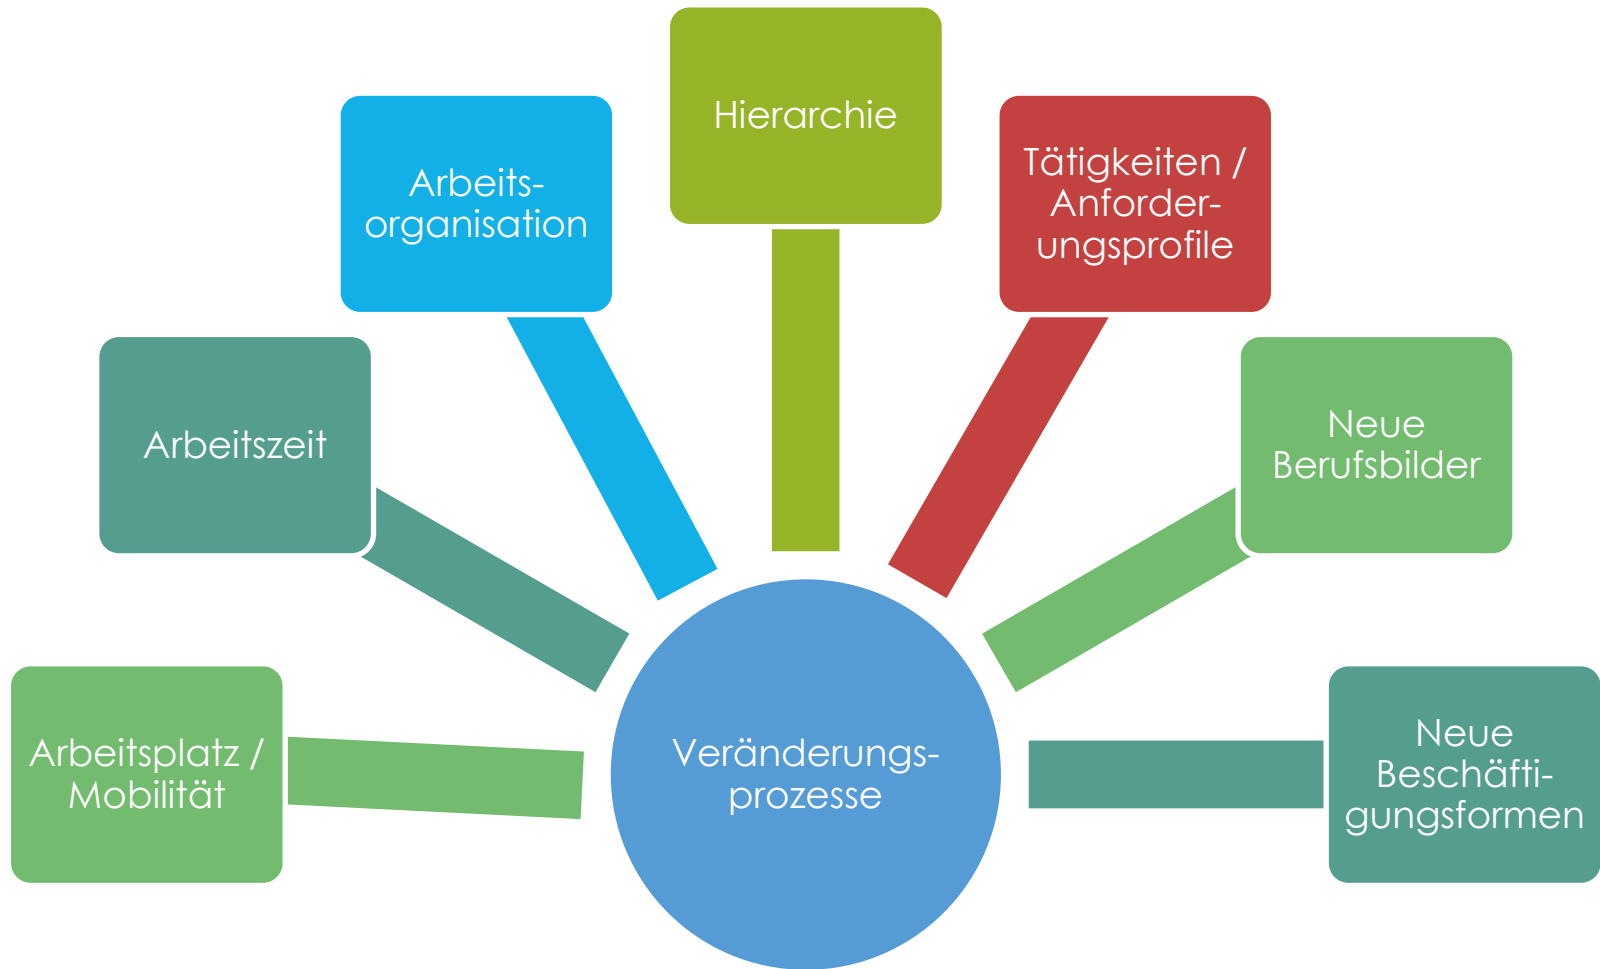 Hierarchie
Arbeits-
organisation
Tätigkeiten /
Anforder-
ungsprofile
Arbeitszeit
Neue
Berufsbilder
Arbeitsplatz /
Mobilität
Veränderungs-
prozesse
Neue
Beschäfti-
gungsformen